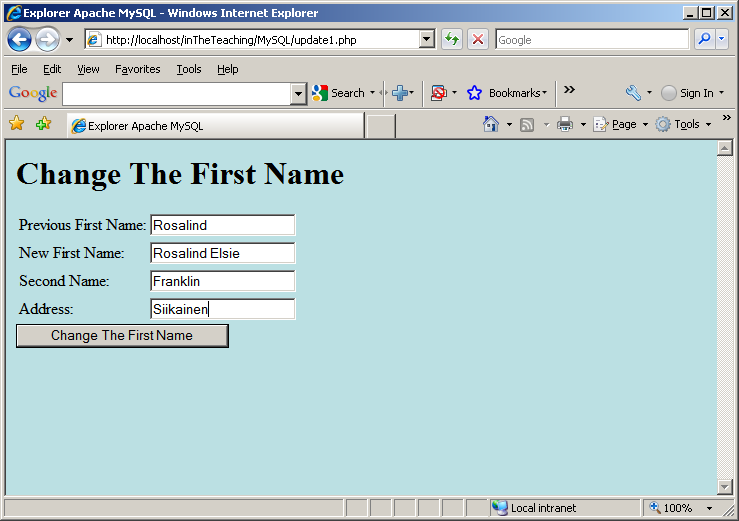 Explorer Apache MySQL - Windows Internet Explorer
http://localhost/inTheTeaching/MySQL/update1.php
Google
File Edit View Favorites Tools Help
Google Search Bookmarks Sign In
Explorer Apache MySQL Page Tools
Change The First Name
Previous First Name: Rosalind
New First Name: Rosalind Elsie
Second Name: Franklin
Address: Siikainen
Change The First Name
Local intranet 100%